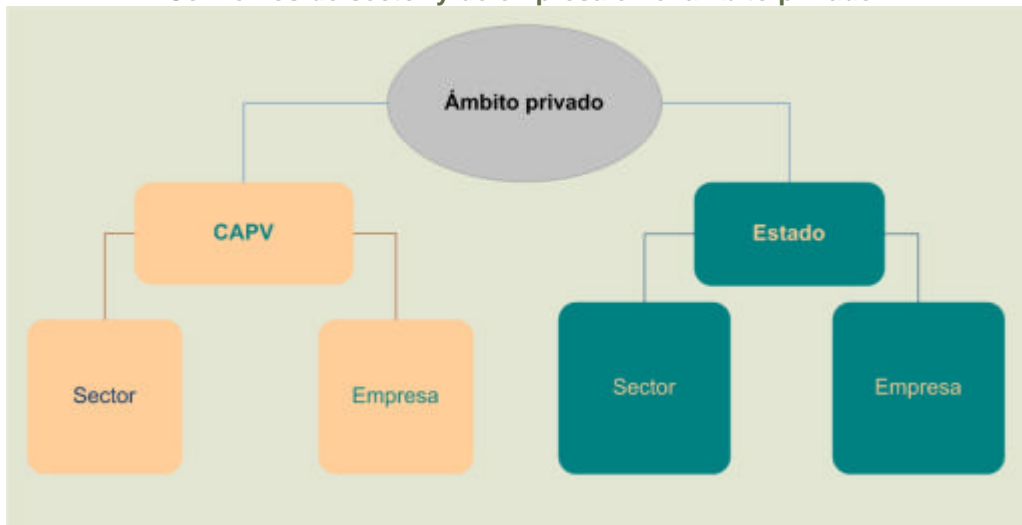 Ámbito privado
CAPV
Estado
Sector
Empresa
Sector
Empresa